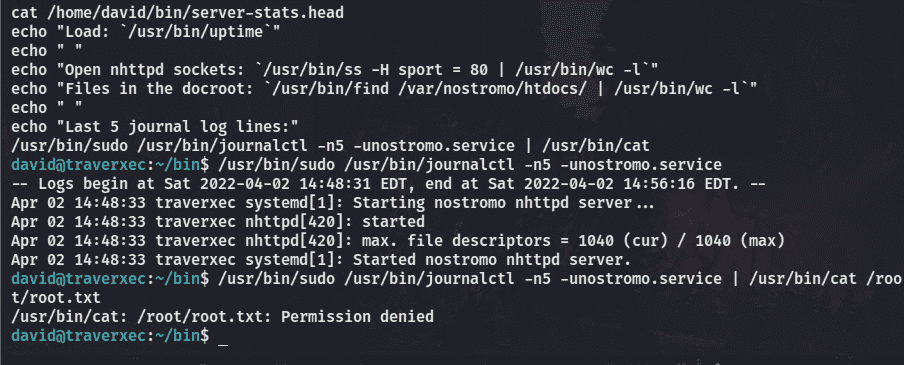 cat /home/david/bin/server-stats.head
echo "Load: `/usr/bin/uptime`"
echo " "
echo "Open nhttpd sockets: `/usr/bin/ss -H sport = 80 | /usr/bin/wc -l`"
echo "Files in the docroot: `/usr/bin/find /var/nostromo/htdocs/ | /usr/bin/wc -l`"
echo " "
echo "Last 5 journal log lines:"
/usr/bin/sudo /usr/bin/journalctl -n5 -unostromo.service | /usr/bin/cat
david@traverxec:~/bin$ /usr/bin/sudo /usr/bin/journalctl -n5 -unostromo.service
-- Logs begin at Sat 2022-04-02 14:48:31 EDT, end at Sat 2022-04-02 14:56:16 EDT. --
Apr 02 14:48:33 traverxec systemd[1]: Starting nostromo nhttpd server...
Apr 02 14:48:33 traverxec nhttpd[420]: started
Apr 02 14:48:33 traverxec nhttpd[420]: max. file descriptors = 1040 (cur) / 1040 (max)
Apr 02 14:48:33 traverxec systemd[1]: Started nostromo nhttpd server.
david@traverxec:~/bin$ /usr/bin/sudo /usr/bin/journalctl -n5 -unostromo.service | /usr/bin/cat /roo
t/root.txt
/usr/bin/cat: /root/root.txt: Permission denied
david@traverxec:~/bin$ _